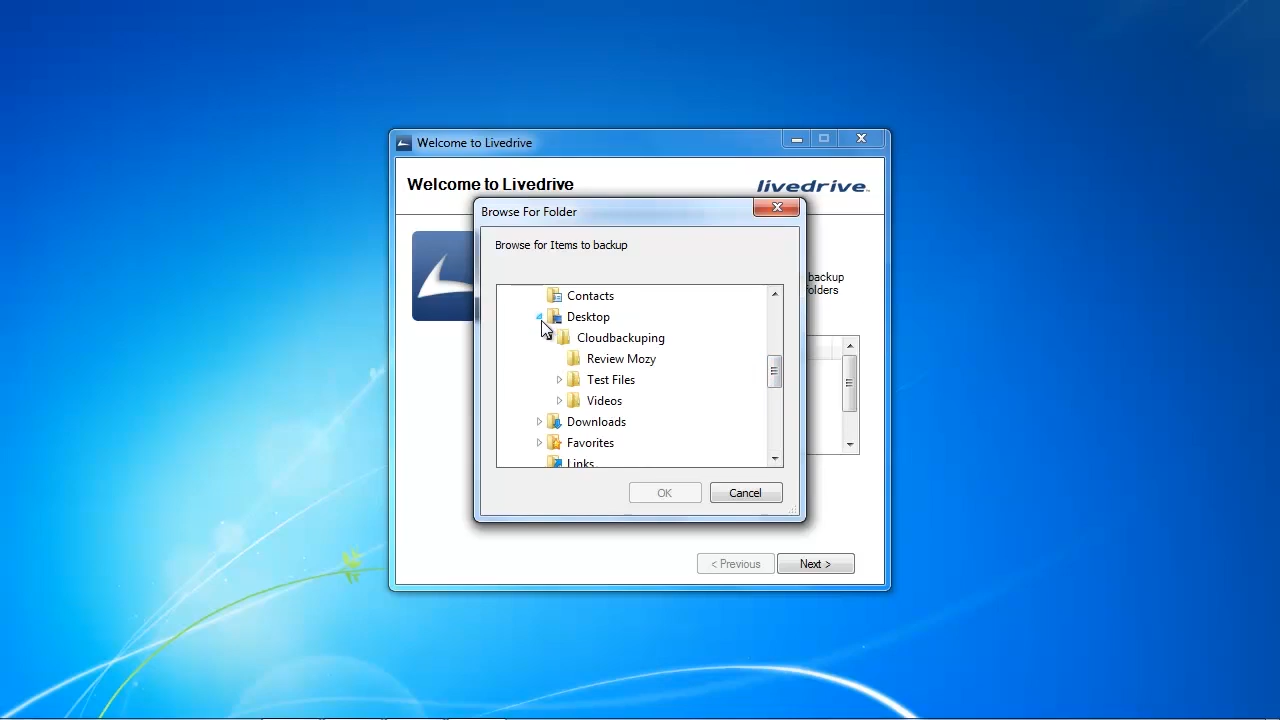 Welcome to Livedrive
Welcome to Livedrive
livedrive
Browse For Folder
Browse for Items to backup
backup
folders
Contacts
Desktop
Cloudbackuping
Review Mozy
Test Files
Videos
Downloads
Favorites
Links
OK
Cancel
< Previous
Next >